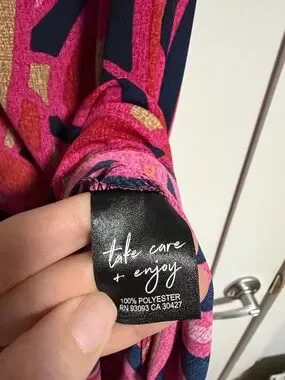 take care
+ enjoy
100% POLYESTER
RN 93093 CA 30427